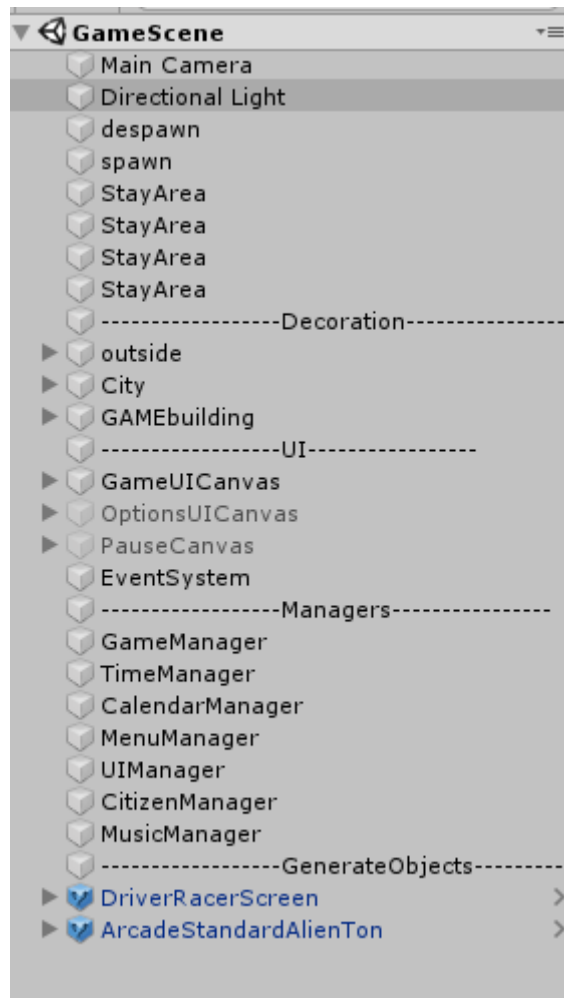 GameScene
Main Camera
Directional Light
despawn
spawn
StayArea
StayArea
StayArea
StayArea
------------------Decoration----------------
outside
City
GAMEbuilding
------------------UI-----------------
GameUICanvas
OptionsUICanvas
PauseCanvas
EventSystem
------------------Managers----------------
GameManager
TimeManager
CalendarManager
MenuManager
UIManager
CitizenManager
MusicManager
------------------GenerateObjects---------
DriverRacerScreen
ArcadeStandardAlienTon